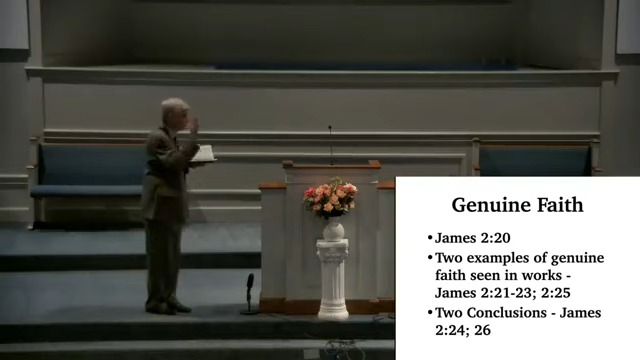 Genuine Faith
•James 2:20
•Two examples of genuine
faith seen in works -
James 2:21-23; 2:25
•Two Conclusions - James
2:24; 26